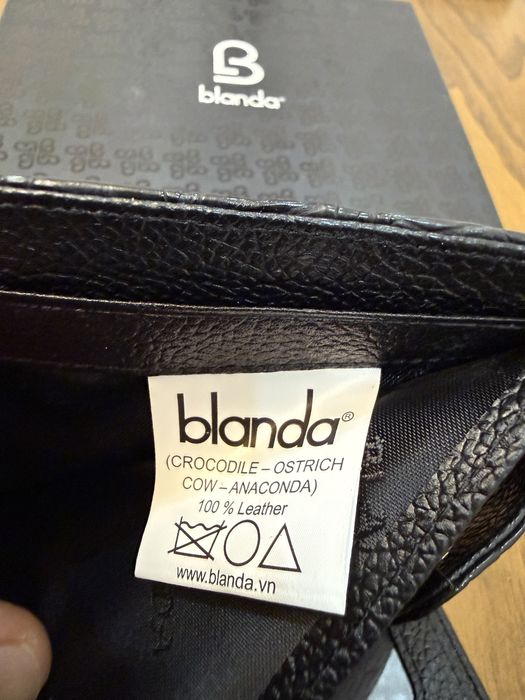 blanda
blanda®
(CROCODILE – OSTRICH
COW – ANACONDA)
100 % Leather
www.blanda.vn